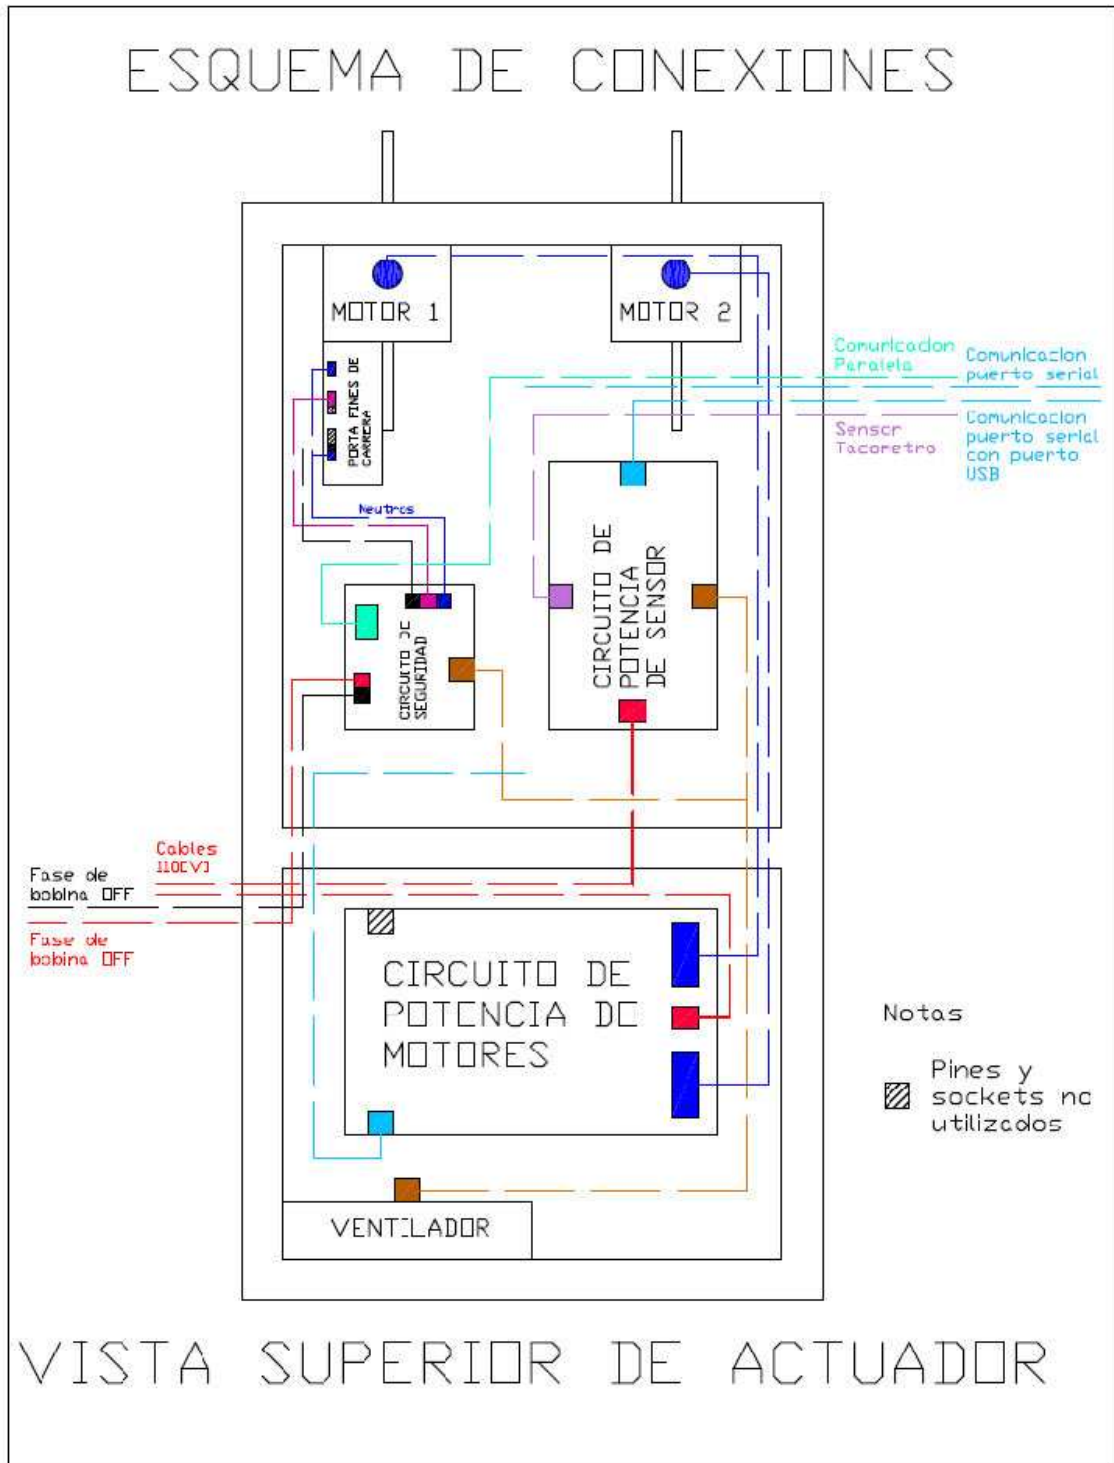 ESQUEMA DE CONEXIONES
MOTOR 1
MOTOR 2
PORTA FINES DE
CARRERA
Comunicacion
Paralela
Comunicacion
puerto serial
Sensor
Tacometro
Comunicacion
puerto serial
con puerto
USB
Neutros
CIRCUITO DE
POTENCIA
DE SENSOR
CIRCUITO DE
SEGURIDAD
Cables
110[V]
Fase de
bobina OFF
Fase de
bobina OFF
CIRCUITO DE
POTENCIA DE
MOTORES
Notas
Pines y
sockets no
utilizados
VENTILADOR
VISTA SUPERIOR DE ACTUADOR